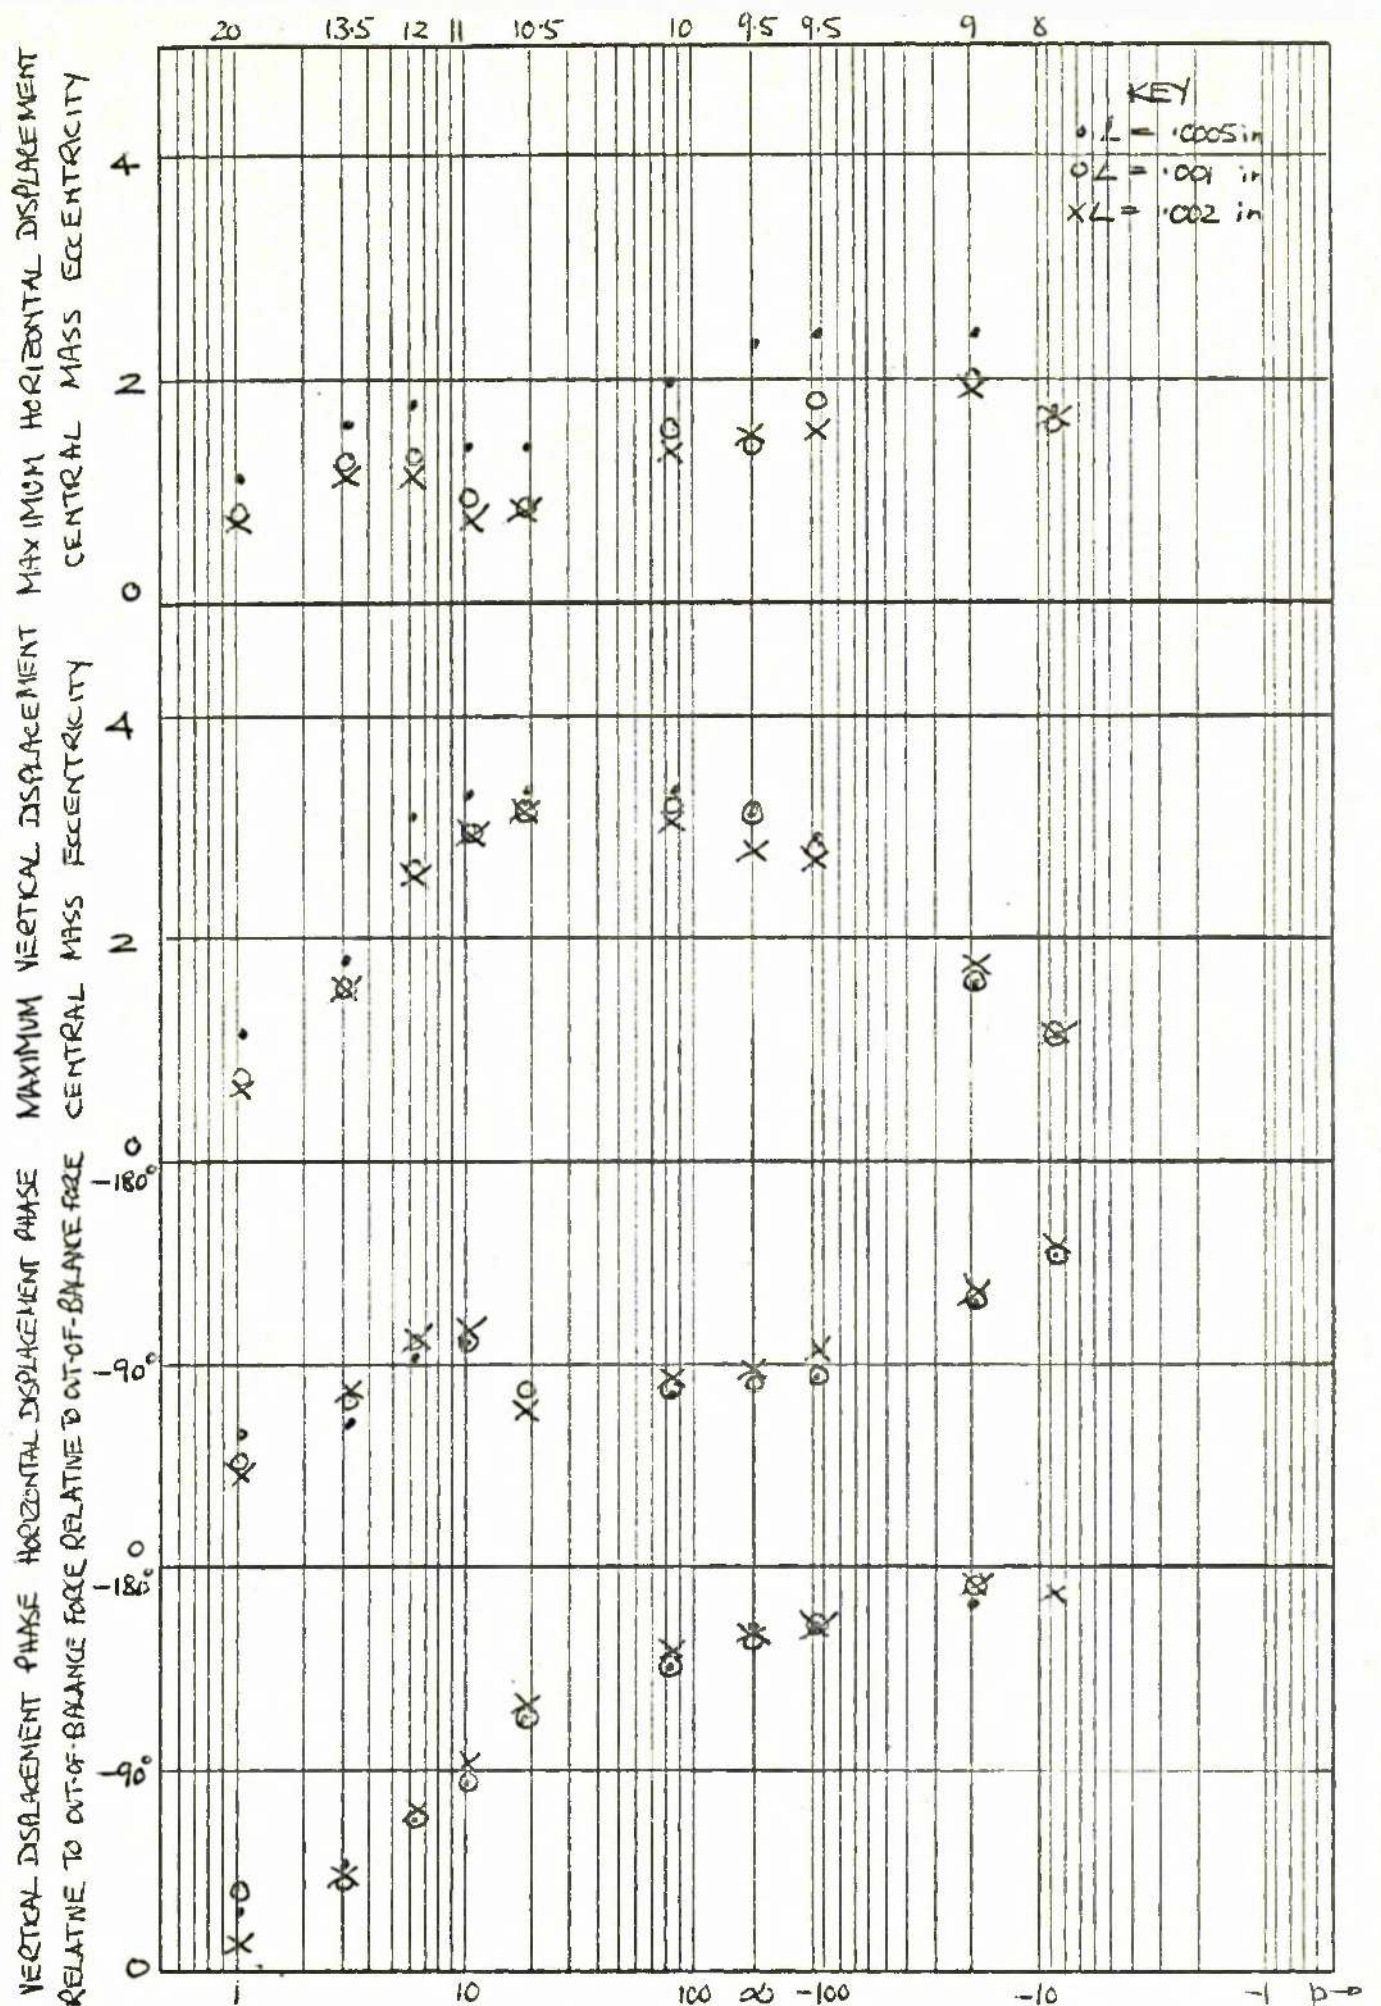 20 13.5 12 11 10.5 10 9.5 9.5 9 8
KEY
• L = .0005 in
O L = .001 in
X L = .002 in
MAXIMUM HORIZONTAL DISPLACEMENT
CENTRAL MASS ECCENTRICITY
4
2
0
MAXIMUM VERTICAL DISPLACEMENT
CENTRAL MASS ECCENTRICITY
4
2
0
HORIZONTAL DISPLACEMENT PHASE
RELATIVE TO OUT-OF-BALANCE FORCE
-180°
-90°
0
VERTICAL DISPLACEMENT PHASE
RELATIVE TO OUT-OF-BALANCE FORCE
-180°
-90°
0
1 10 100 ∞ -100 -10 -1